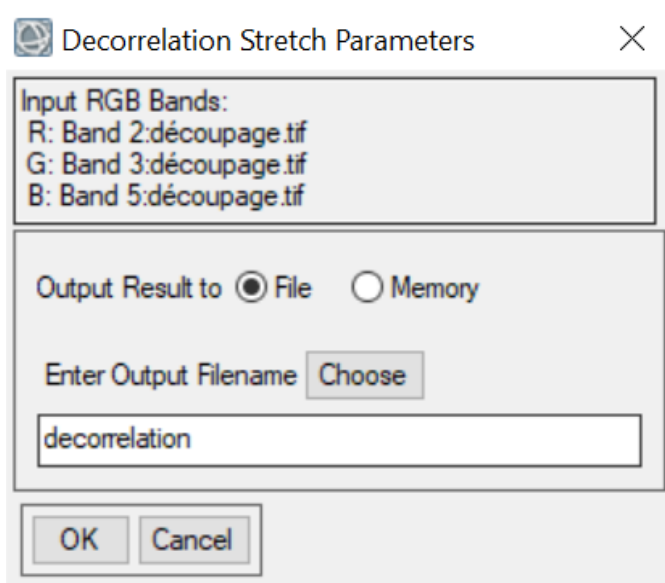 Decorrelation Stretch Parameters
Input RGB Bands:
R: Band 2:découpage.tif
G: Band 3:découpage.tif
B: Band 5:découpage.tif
Output Result to File Memory
Enter Output Filename Choose
decorrelation
OK Cancel